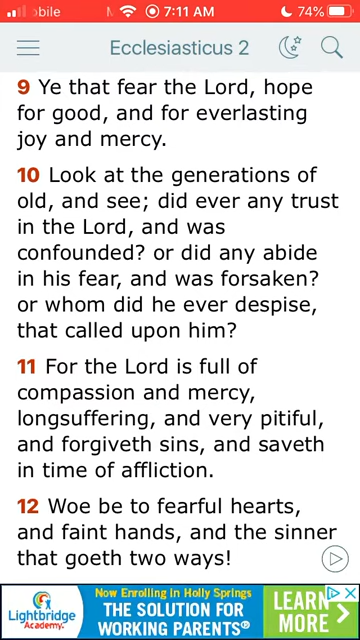 obile 7:11 AM 74%
Ecclesiasticus 2
9 Ye that fear the Lord, hope
for good, and for everlasting
joy and mercy.
10 Look at the generations of
old, and see; did ever any trust
in the Lord, and was
confounded? or did any abide
in his fear, and was forsaken?
or whom did he ever despise,
that called upon him?
11 For the Lord is full of
compassion and mercy,
longsuffering, and very pitiful,
and forgiveth sins, and saveth
in time of affliction.
12 Woe be to fearful hearts,
and faint hands, and the sinner
that goeth two ways!
Lightbridge
Academy.
Now Enrolling in Holly Springs
THE SOLUTION FOR
WORKING PARENTS®
LEARN
MORE